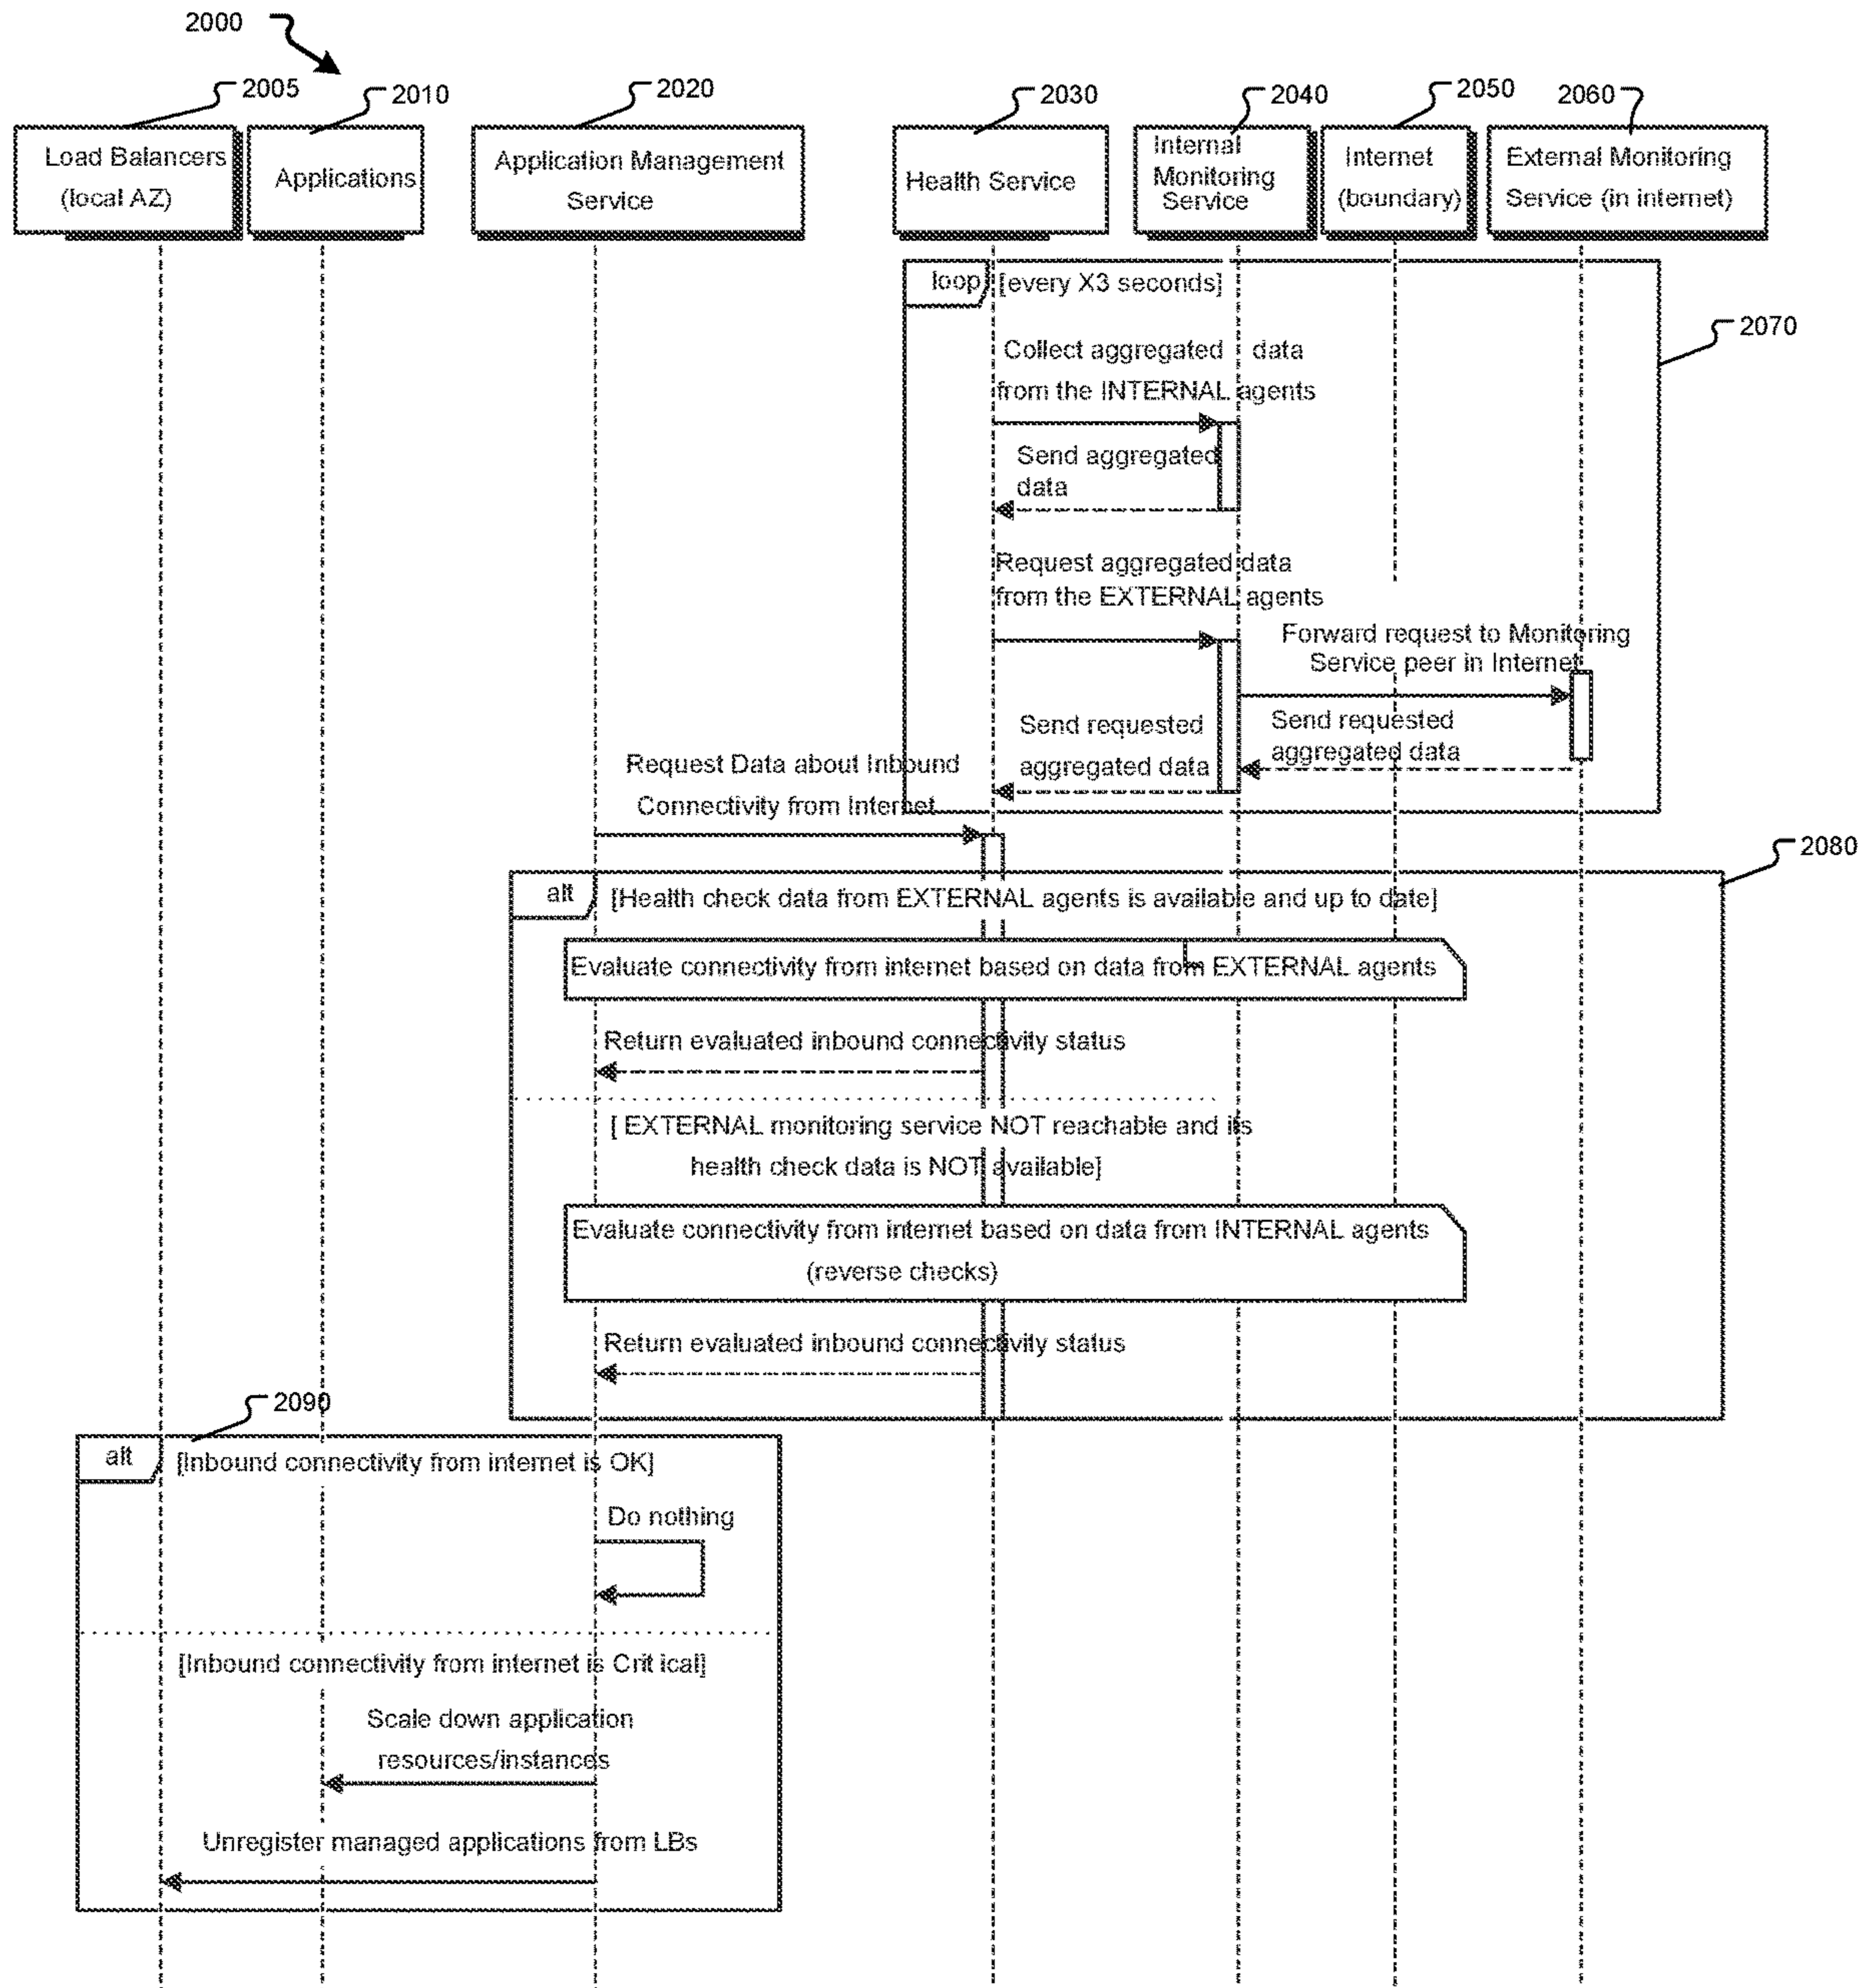 2000
2005
2010
2020
2030
2040
2050
2060
Load Balancers
(local AZ)
Applications
Application Management
Service
Health Service
Internal
Monitoring
Service
Internet
(boundary)
External Monitoring
Service (in internet)
loop
[every X3 seconds]
2070
Collect aggregated data
from the INTERNAL agents
Send aggregated
data
Request aggregated data
from the EXTERNAL agents
Forward request to Monitoring
Service peer in Internet
Send requested
aggregated data
Send requested
aggregated data
Request Data about Inbound
Connectivity from Internet
2080
alt
[Health check data from EXTERNAL agents is available and up to date]
Evaluate connectivity from internet based on data from EXTERNAL agents
Return evaluated inbound connectivity status
[ EXTERNAL monitoring service NOT reachable and its
health check data is NOT available]
Evaluate connectivity from internet based on data from INTERNAL agents
(reverse checks)
Return evaluated inbound connectivity status
2090
alt
[Inbound connectivity from internet is OK]
Do nothing
[Inbound connectivity from internet is Crit ical]
Scale down application
resources/instances
Unregister managed applications from LBs